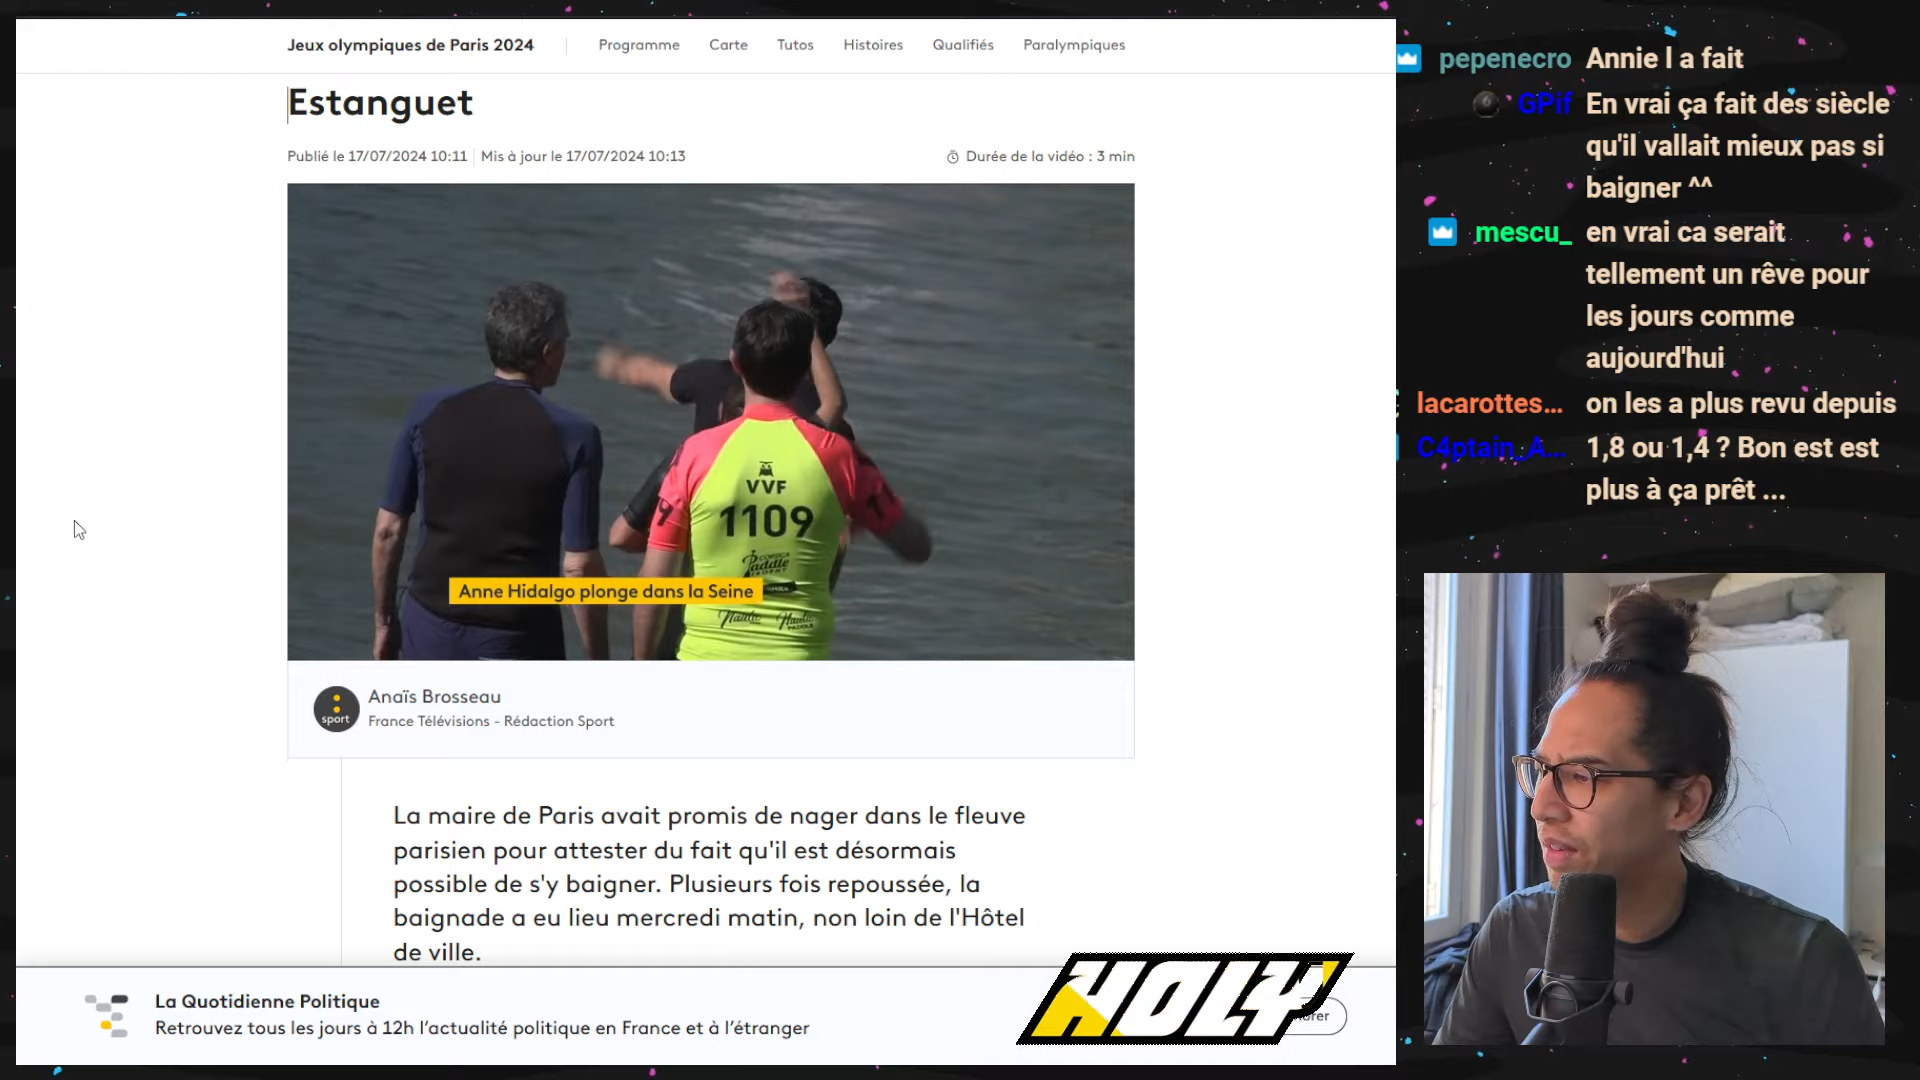 Jeux olympiques de Paris 2024
Programme
Carte
Tutos
Histoires
Qualifiés
Paralympiques
Estanguet
Publié le 17/07/2024 10:11
Mis à jour le 17/07/2024 10:13
Durée de la vidéo : 3 min
VVF
1109
Paddle
Anne Hidalgo plonge dans la Seine
Nautic
Nautic
sport
Anaïs Brosseau
France Télévisions - Rédaction Sport
La maire de Paris avait promis de nager dans le fleuve
parisien pour attester du fait qu'il est désormais
possible de s'y baigner. Plusieurs fois repoussée, la
baignade a eu lieu mercredi matin, non loin de l'Hôtel
de ville.
La Quotidienne Politique
Retrouvez tous les jours à 12h l'actualité politique en France et à l'étranger
HOLY
pepenecro Annie l a fait
GPif En vrai ça fait des siècle
qu'il vallait mieux pas si
baigner ^^
mescu_ en vrai ca serait
tellement un rêve pour
les jours comme
aujourd'hui
lacarottes... on les a plus revu depuis
C4ptain_A... 1,8 ou 1,4 ? Bon est est
plus à ça prêt ...